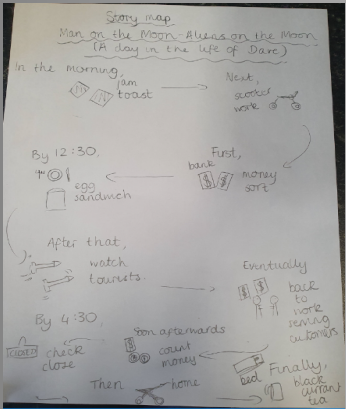 Story map
Man on the Moon-Aliens on the Moon
(A day in the life of Dave)
In the morning,
jam
toast
Next,
scooter
work
First,
bank
money
sort
By 12:30,
egg
sandwich
After that,
watch
tourists.
Eventually
back
to
work
serving
customers
Soon afterwards
count
money
By 4:30
CLOSED
check
close
Then
home
bed
Finally,
black
currant
tea